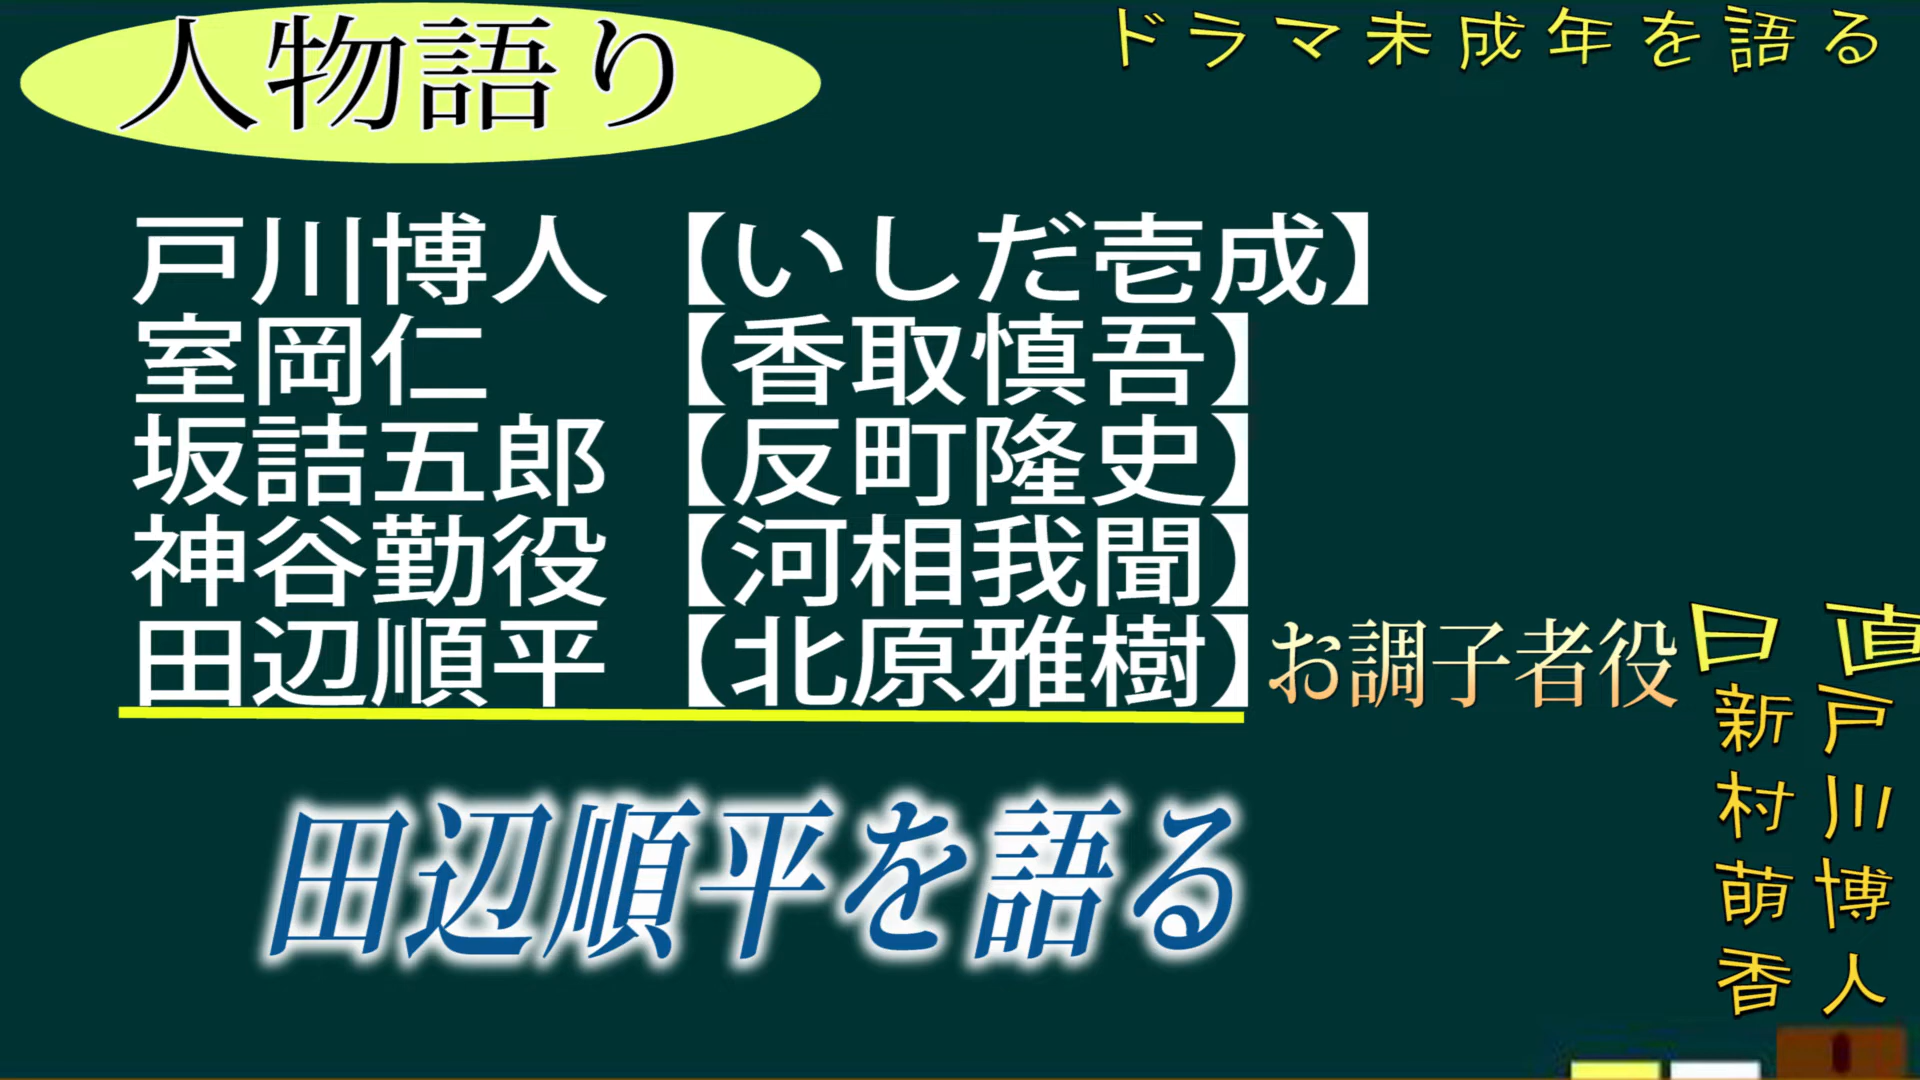 人物語り
ドラマ未成年を語る
戸川博人 【いしだ壱成】
室岡仁 【香取慎吾】
坂詰五郎 【反町隆史】
神谷勤役 【河相我聞】
田辺順平 【北原雅樹】お調子者役
田辺順平を語る
日直
戸川博人
新村萌香